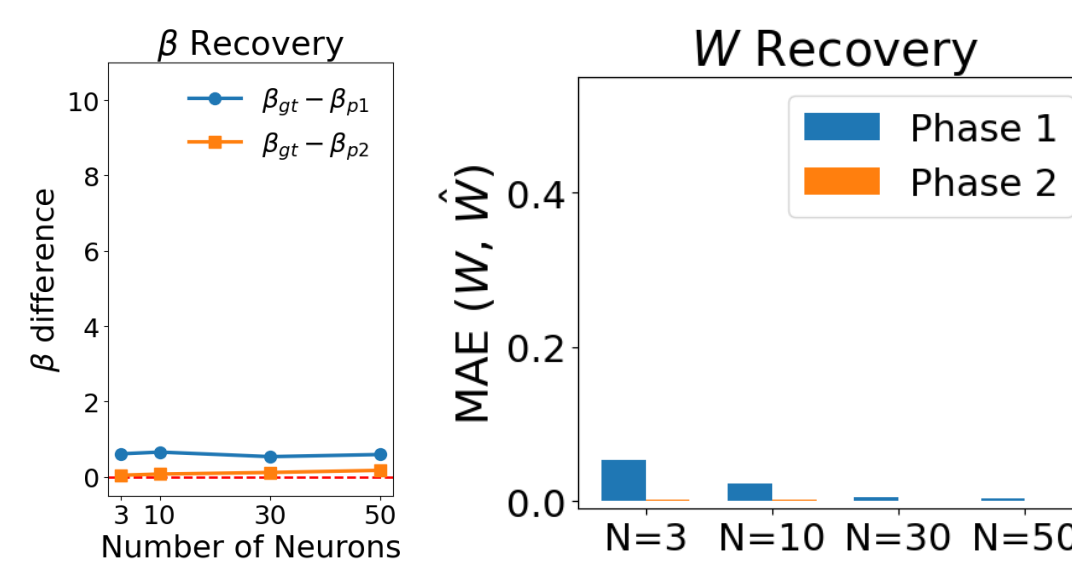 β Recovery
β_gt − β_p1
β_gt − β_p2
β difference
10
8
6
4
2
0
3 10 30 50
Number of Neurons
W Recovery
Phase 1
Phase 2
MAE (W, Ŵ)
0.4
0.2
0.0
N=3 N=10 N=30 N=50